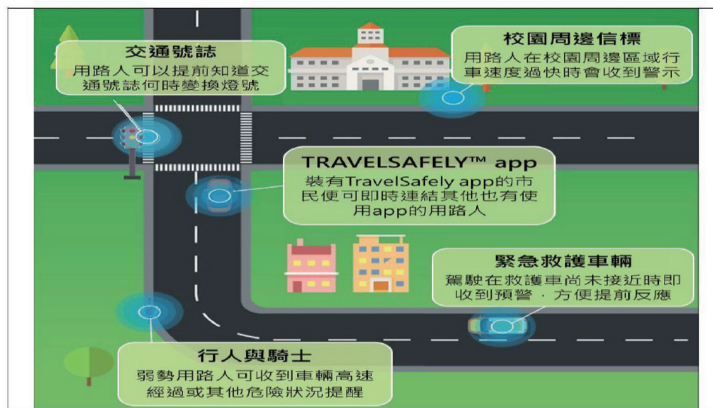 交通號誌
用路人可以提前知道交
通號誌何時變換燈號
校園周邊信標
用路人在校園周邊區域行
車速度過快時會收到警示
TRAVELSAFELY™ app
裝有TravelSafely app的市
民便可即時連結其他也有使
用app的用路人
緊急救護車輛
駕駛在救護車尚未接近時即
收到預警，方便提前反應
行人與騎士
弱勢用路人可收到車輛高速
經過或其他危險狀況提醒